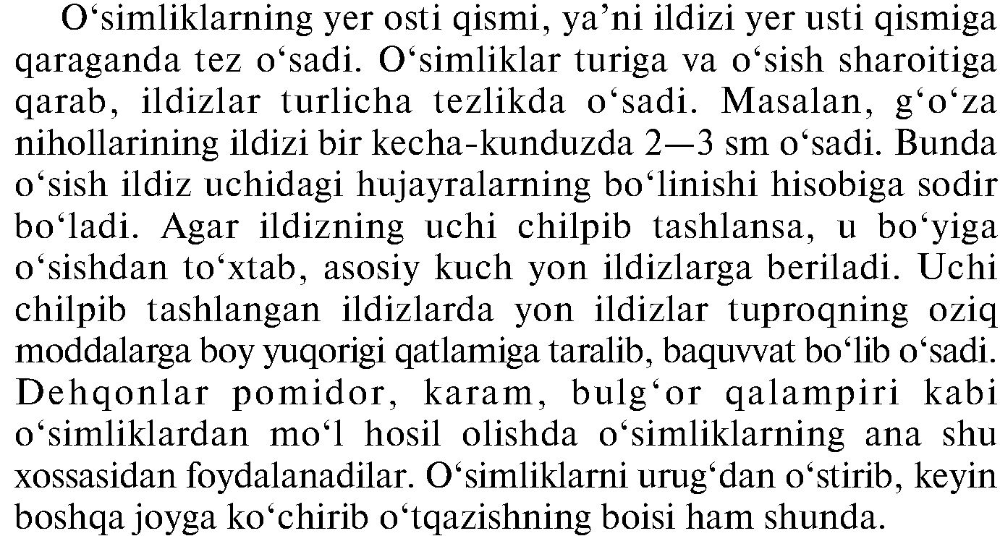 O‘simliklarning yer osti qismi, ya’ni ildizi yer usti qismiga
qaraganda tez o‘sadi. O‘simliklar turiga va o‘sish sharoitiga
qarab, ildizlar turlicha tezlikda o‘sadi. Masalan, g‘o‘za
nihollarining ildizi bir kecha-kunduzda 2—3 sm o‘sadi. Bunda
o‘sish ildiz uchidagi hujayralarning bo‘linishi hisobiga sodir
bo‘ladi. Agar ildizning uchi chilpib tashlansa, u bo‘yiga
o‘sishdan to‘xtab, asosiy kuch yon ildizlarga beriladi. Uchi
chilpib tashlangan ildizlarda yon ildizlar tuproqning oziq
moddalarga boy yuqorigi qatlamiga taralib, baquvvat bo‘lib o‘sadi.
Dehqonlar pomidor, karam, bulg‘or qalampiri kabi
o‘simliklardan mo‘l hosil olishda o‘simliklarning ana shu
xossasidan foydalanadilar. O‘simliklarni urug‘dan o‘stirib, keyin
boshqa joyga ko‘chirib o‘tqazishning boisi ham shunda.